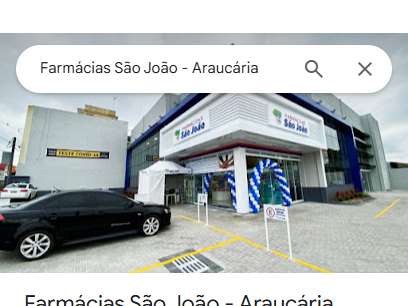 Farmácias São João - Araucária
FARMÁCIAS
São João
FARMÁCIAS
São João
TESTE COVID-19
Farmácias São João - Araucária